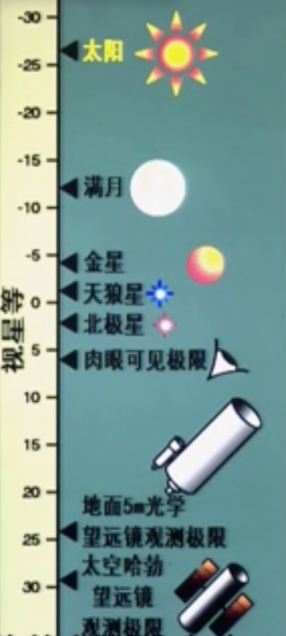 -30
太阳
-25
-20
-15
满月
-10
-5
金星
天狼星
0
北极星
5
肉眼可见极限
10
15
20
地面5m光学
望远镜观测极限
25
太空哈勃
30
望远镜
观测极限
视星等